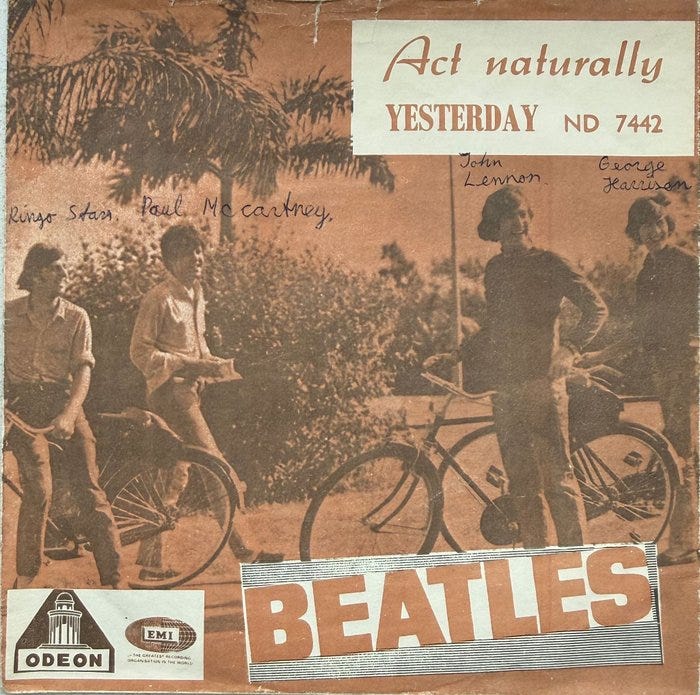 Act naturally
YESTERDAY ND 7442
John
Lennon.
George
Harrison
Ringo Starr. Paul Mccartney.
BEATLES
ODEON
EMI
THE GREATEST RECORDING
ORGANISATION IN THE WORLD